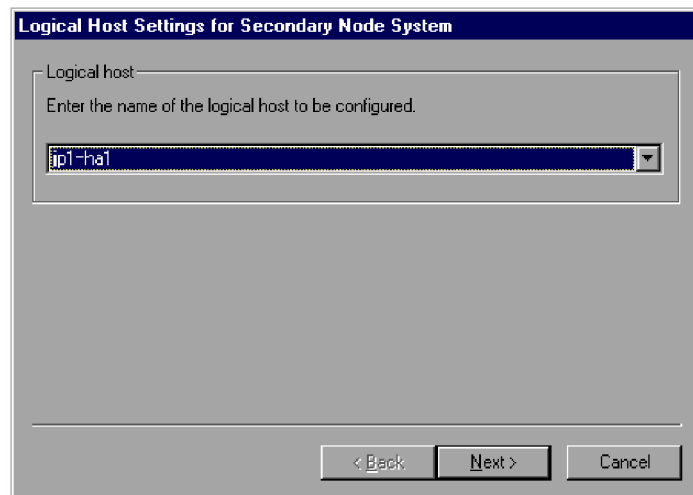 Logical Host Settings for Secondary Node System
Logical host
Enter the name of the logical host to be configured.
jp1-ha1
< Back
Next >
Cancel